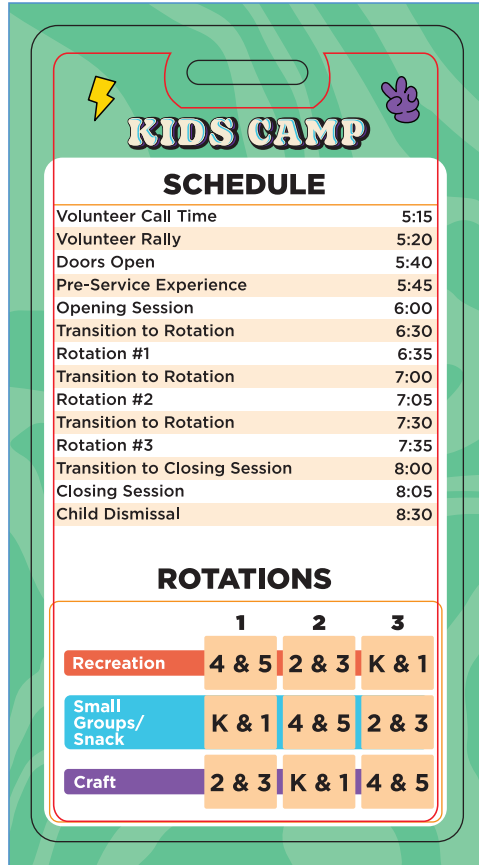 KIDS CAMP
SCHEDULE
Volunteer Call Time 5:15
Volunteer Rally 5:20
Doors Open 5:40
Pre-Service Experience 5:45
Opening Session 6:00
Transition to Rotation 6:30
Rotation #1 6:35
Transition to Rotation 7:00
Rotation #2 7:05
Transition to Rotation 7:30
Rotation #3 7:35
Transition to Closing Session 8:00
Closing Session 8:05
Child Dismissal 8:30
ROTATIONS
1 2 3
Recreation 4 & 5 2 & 3 K & 1
Small
Groups/
Snack
K & 1 4 & 5 2 & 3
Craft 2 & 3 K & 1 4 & 5